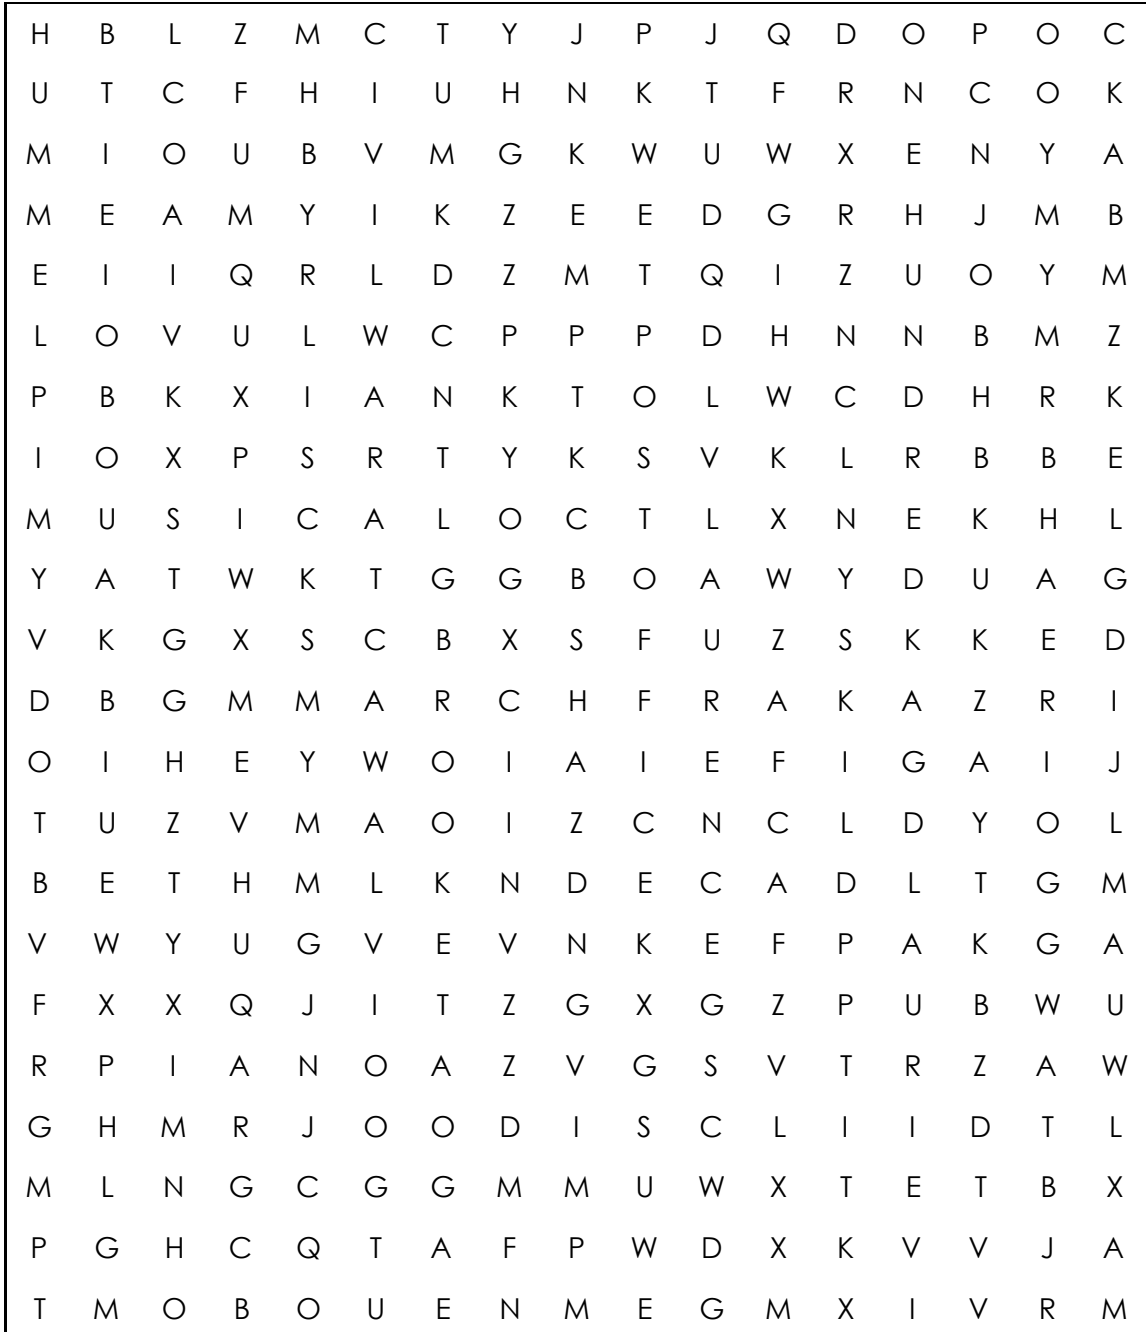 H B L Z M C T Y J P J Q D O P O C
U T C F H I U H N K T F R N C O K
M I O U B V M G K W U W X E N Y A
M E A M Y I K Z E E D G R H J M B
E I I Q R L D Z M T Q I Z U O Y M
L O V U L W C P P P D H N N B M Z
P B K X I A N K T O L W C D H R K
I O X P S R T Y K S V K L R B B E
M U S I C A L O C T L X N E K H L
Y A T W K T G G B O A W Y D U A G
V K G X S C B X S F U Z S K K E D
D B G M M A R C H F R A K A Z R I
O I H E Y W O I A I E F I G A I J
T U Z V M A O I Z C N C L D Y O L
B E T H M L K N D E C A D L T G M
V W Y U G V E V N K E F P A K G A
F X X Q J I T Z G X G Z P U B W U
R P I A N O A Z V G S V T R Z A W
G H M R J O O D I S C L I I D T L
M L N G C G G M M U W X T E T B X
P G H C Q T A F P W D X K V V J A
T M O B O U E N M E G M X I V R M